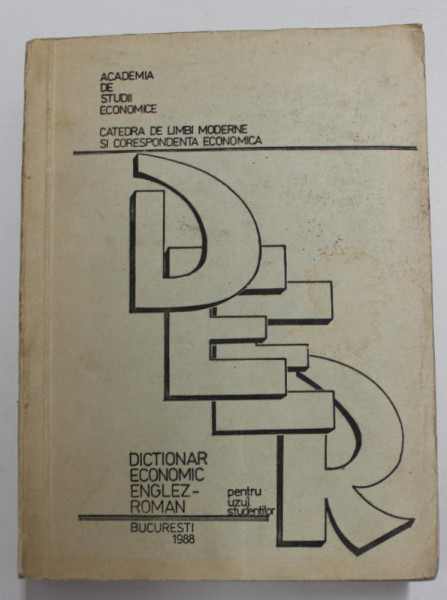 ACADEMIA
DE
STUDII
ECONOMICE
CATEDRA DE LIMBI MODERNE
SI CORESPONDENTA ECONOMICA
DEER
DICTIONAR
ECONOMIC
ENGLEZ-
ROMAN
pentru
uzul
studentilor
BUCURESTI
1988